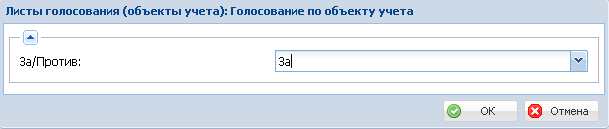 Листы голосования (объекты учета): Голосование по объекту учета
За/Против:
За
OK
Отмена